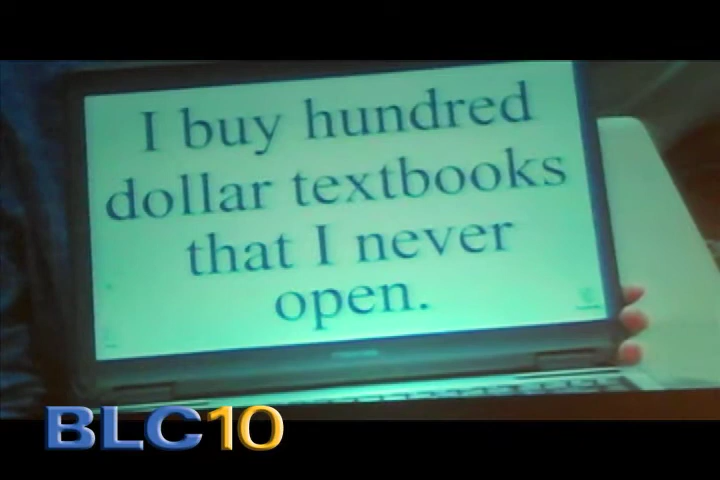 I buy hundred
dollar textbooks
that I never
open.
BLC10